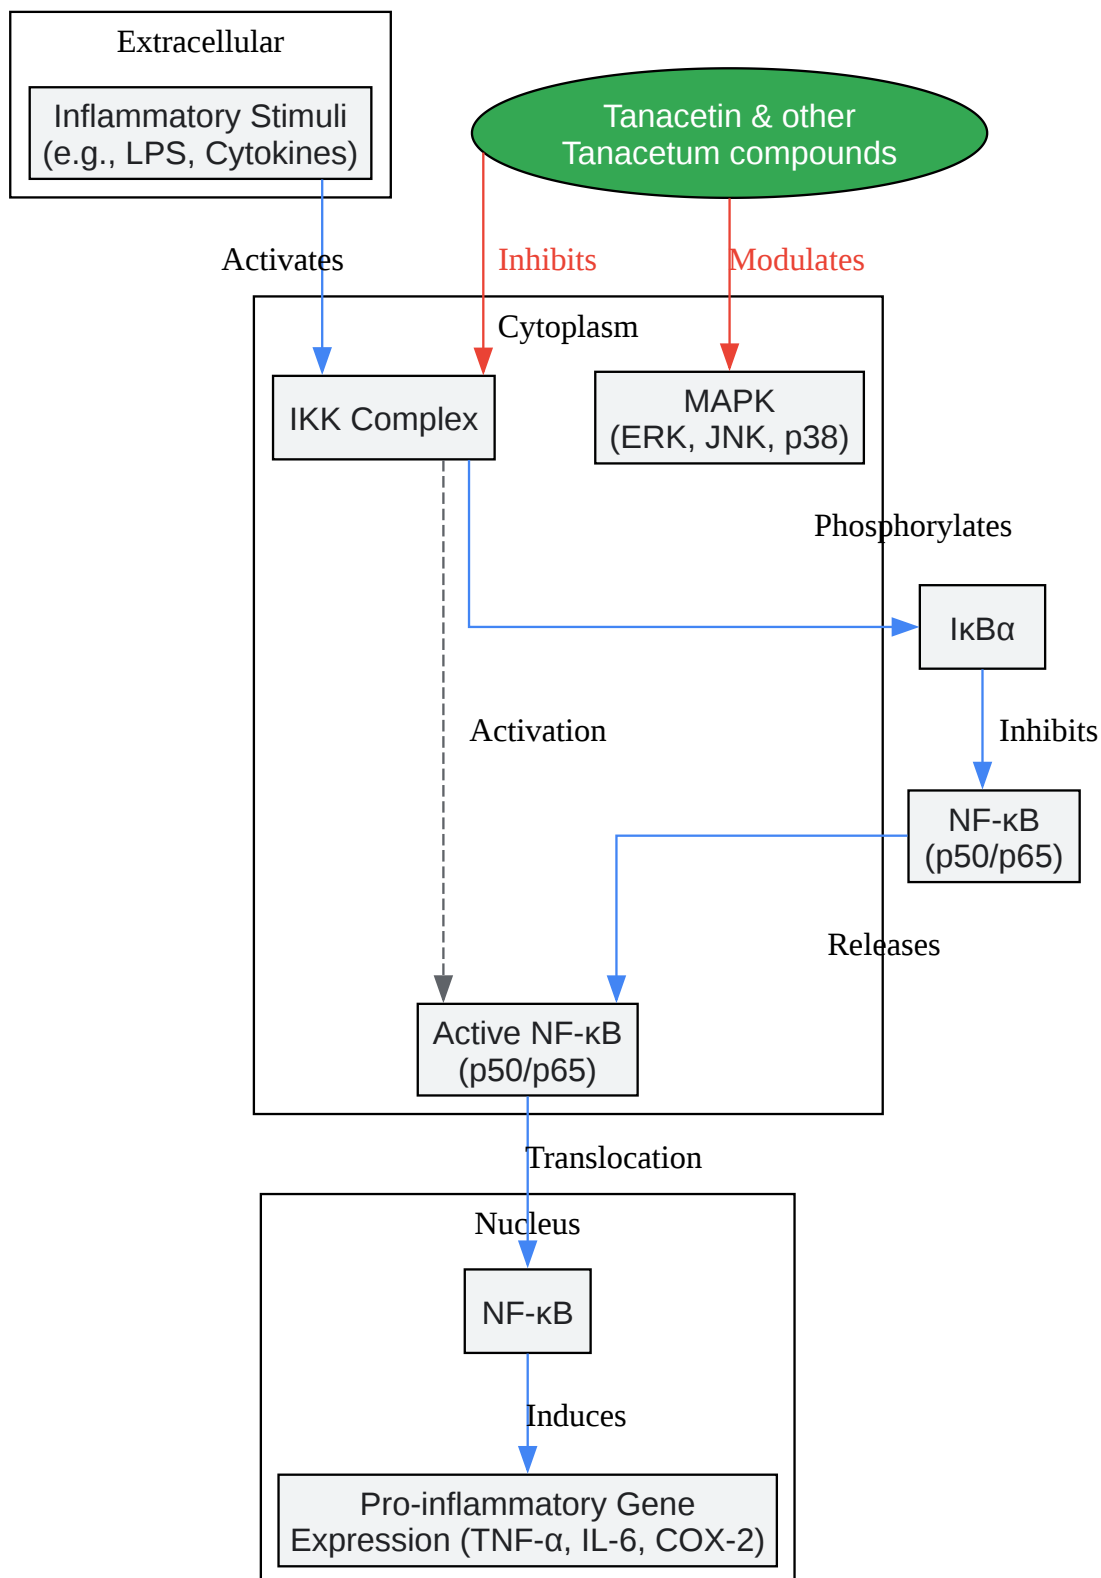 Extracellular
Inflammatory Stimuli
(e.g., LPS, Cytokines)
Tanacetin & other
Tanacetum compounds
Activates
Inhibits
Modulates
Cytoplasm
IKK Complex
MAPK
(ERK, JNK, p38)
Phosphorylates
IκBα
Activation
Inhibits
NF-κB
(p50/p65)
Releases
Active NF-κB
(p50/p65)
Translocation
Nucleus
NF-κB
Induces
Pro-inflammatory Gene
Expression (TNF-α, IL-6, COX-2)